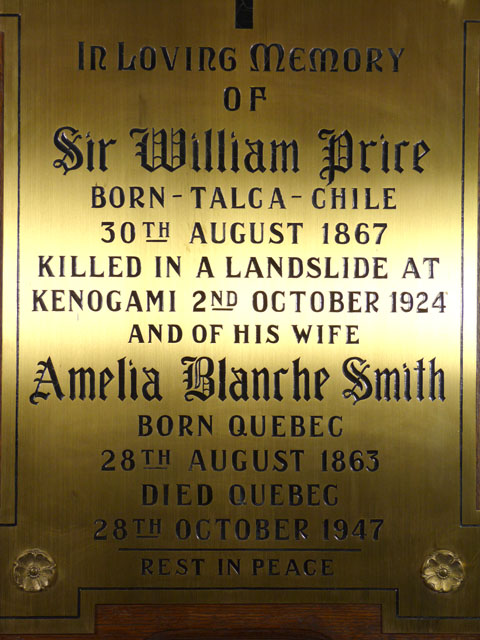 In Loving Memory
OF
Sir William Price
BORN - TALCA - CHILE
30TH AUGUST 1867
KILLED IN A LANDSLIDE AT
KENOGAMI 2ND OCTOBER 1924
AND OF HIS WIFE
Amelia Blanche Smith
BORN QUEBEC
28TH AUGUST 1863
DIED QUEBEC
28TH OCTOBER 1947
REST IN PEACE